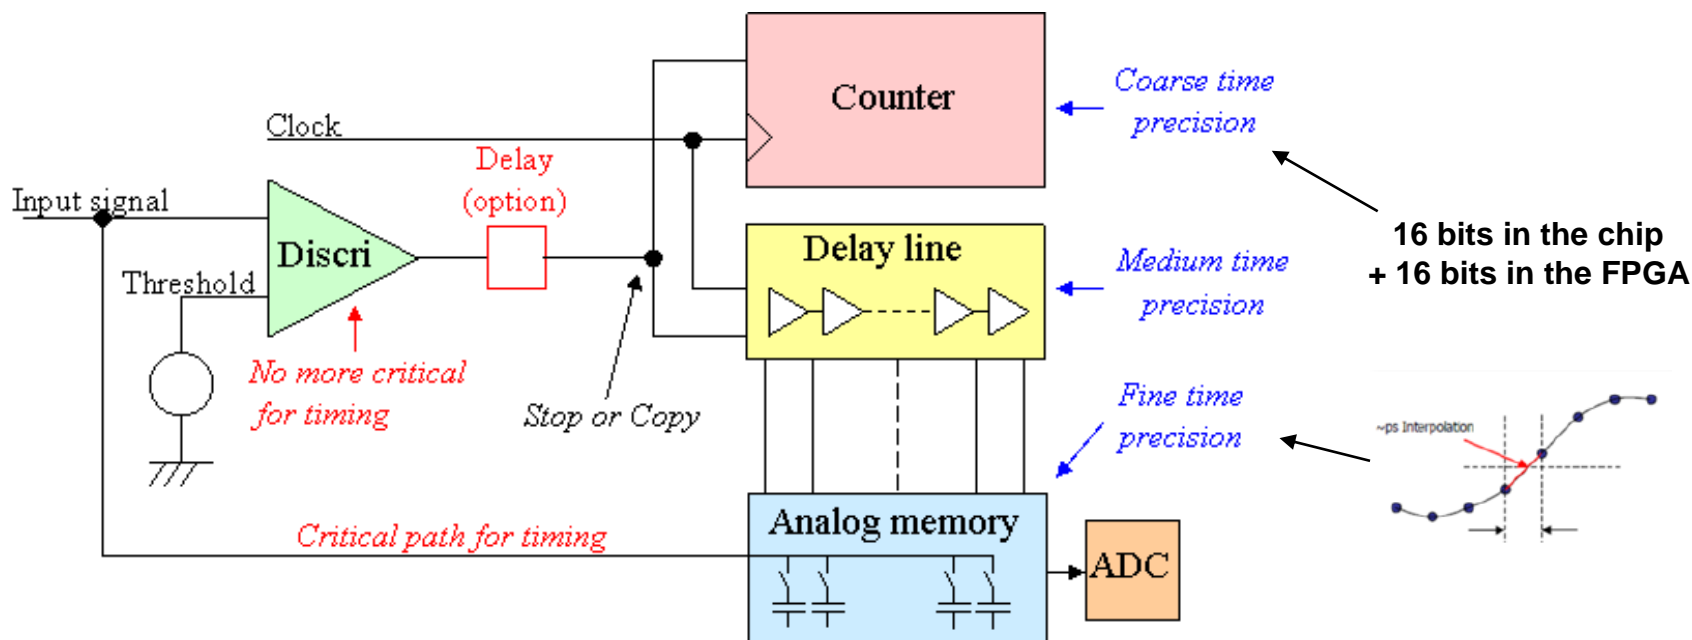 Counter
Coarse time
precision
Clock
Delay
(option)
Input signal
Discri
Threshold
Delay line
Medium time
precision
16 bits in the chip
+ 16 bits in the FPGA
No more critical
for timing
Stop or Copy
Fine time
precision
~ps Interpolation
Analog memory
Critical path for timing
ADC